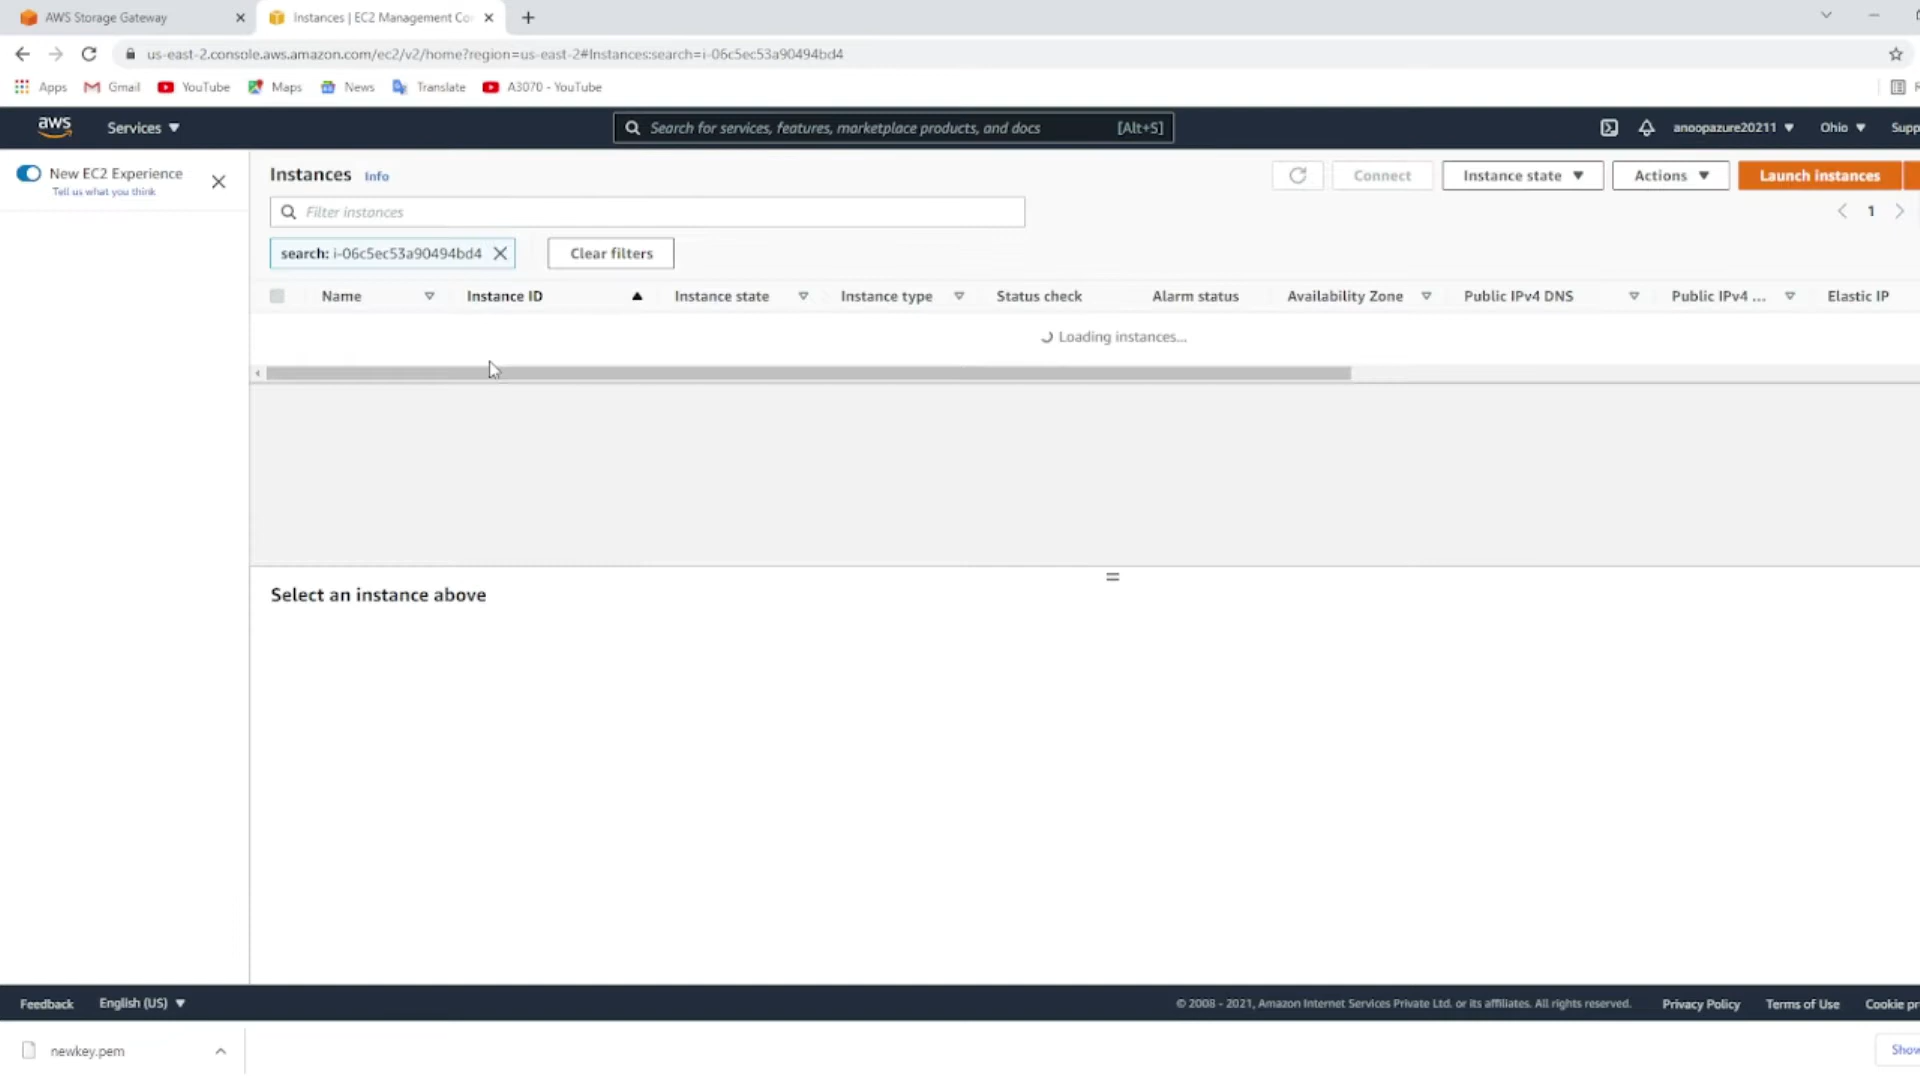 AWS Storage Gateway
Instances | EC2 Management Co
us-east-2.console.aws.amazon.com/ec2/v2/home?region=us-east-2#Instances:search=i-06c5ec53a90494bd4
Apps Gmail YouTube Maps News Translate A3070 - YouTube
aws Services Search for services, features, marketplace products, and docs [Alt+S] anoopazure20211 Ohio Supp
New EC2 Experience
Tell us what you think
Instances Info Connect Instance state Actions Launch instances
Filter instances 1
search: i-06c5ec53a90494bd4 Clear filters
Name Instance ID Instance state Instance type Status check Alarm status Availability Zone Public IPv4 DNS Public IPv4 ... Elastic IP
Loading instances...
Select an instance above
Feedback English (US) © 2008 - 2021, Amazon Internet Services Private Ltd. or its affiliates. All rights reserved. Privacy Policy Terms of Use Cookie pr
newkey.pem Show